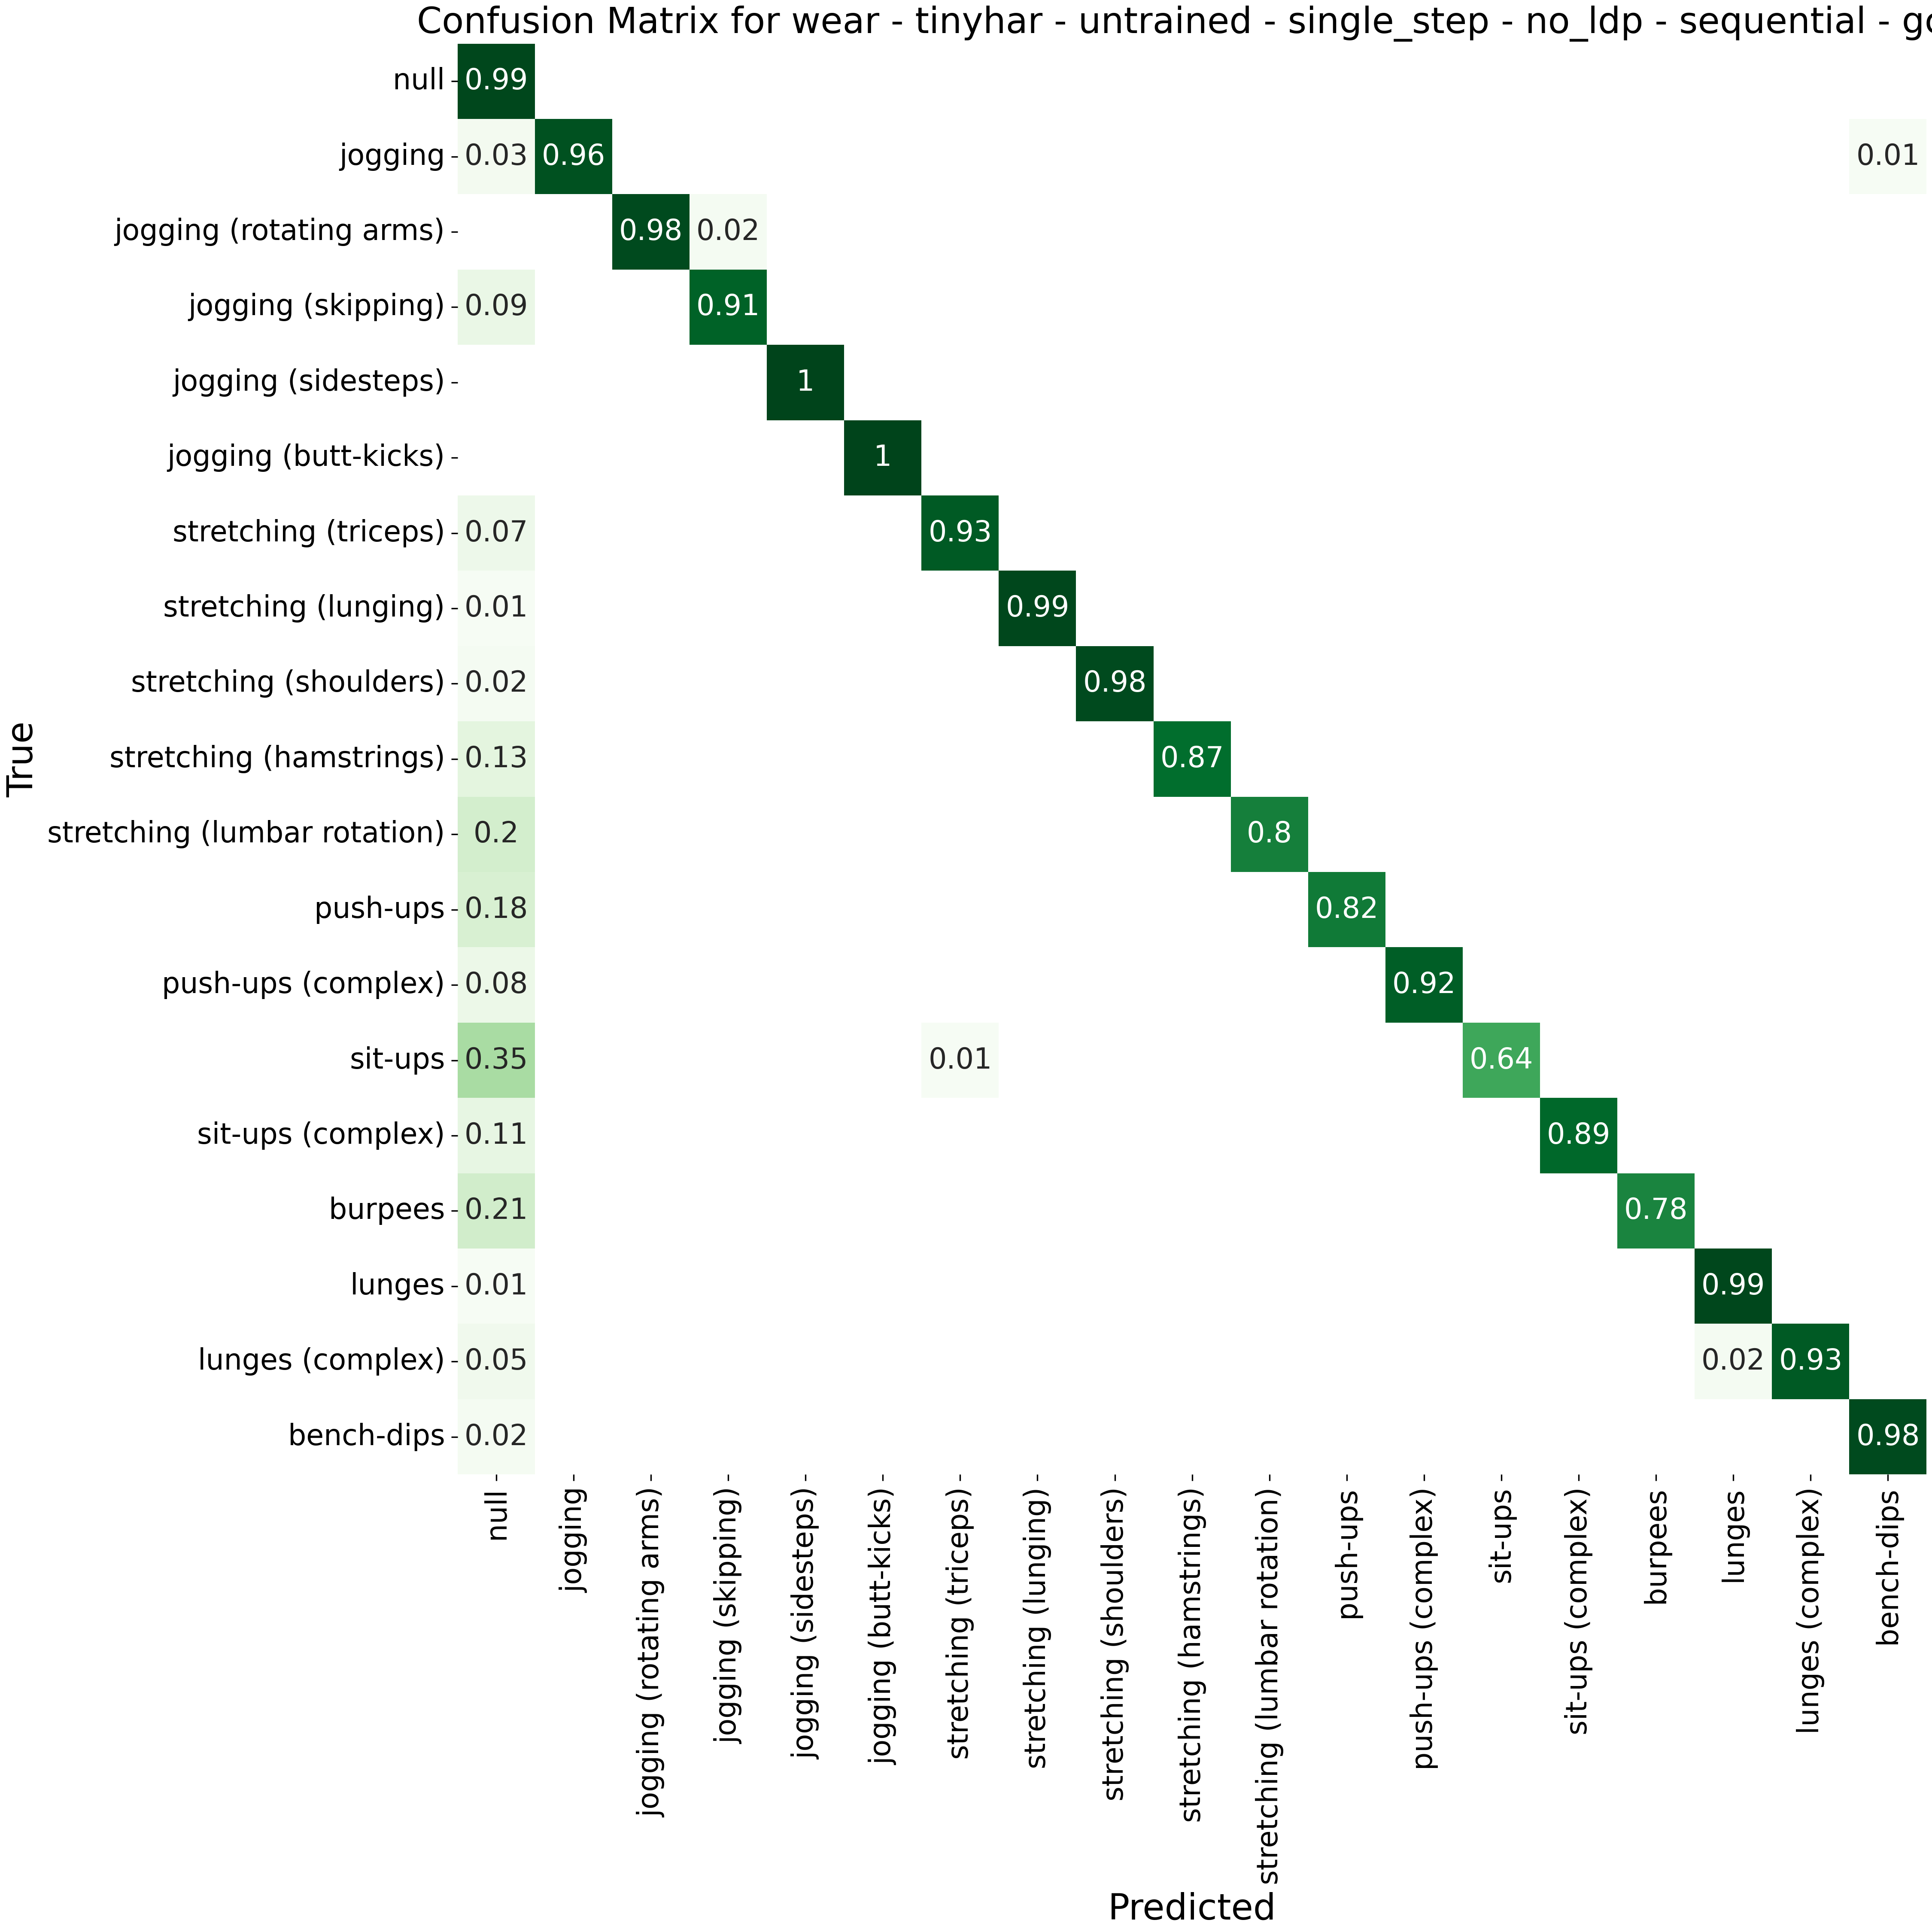 Confusion Matrix for wear - tinyhar - untrained - single_step - no_ldp - sequential -
null 0.99
jogging 0.03 0.96 0.01
jogging (rotating arms) 0.98 0.02
jogging (skipping) 0.09 0.91
jogging (sidesteps) 1
jogging (butt-kicks) 1
stretching (triceps) 0.07 0.93
stretching (lunging) 0.01 0.99
stretching (shoulders) 0.02 0.98
stretching (hamstrings) 0.13 0.87
True
stretching (lumbar rotation) 0.2 0.8
push-ups 0.18 0.82
push-ups (complex) 0.08 0.92
sit-ups 0.35 0.01 0.64
sit-ups (complex) 0.11 0.89
burpees 0.21 0.78
lunges 0.01 0.99
lunges (complex) 0.05 0.02 0.93
bench-dips 0.02 0.98
null
jogging
jogging (rotating arms)
jogging (skipping)
jogging (sidesteps)
jogging (butt-kicks)
stretching (triceps)
stretching (lunging)
stretching (shoulders)
stretching (hamstrings)
stretching (lumbar rotation)
push-ups
push-ups (complex)
sit-ups
sit-ups (complex)
burpees
lunges
lunges (complex)
bench-dips
Predicted